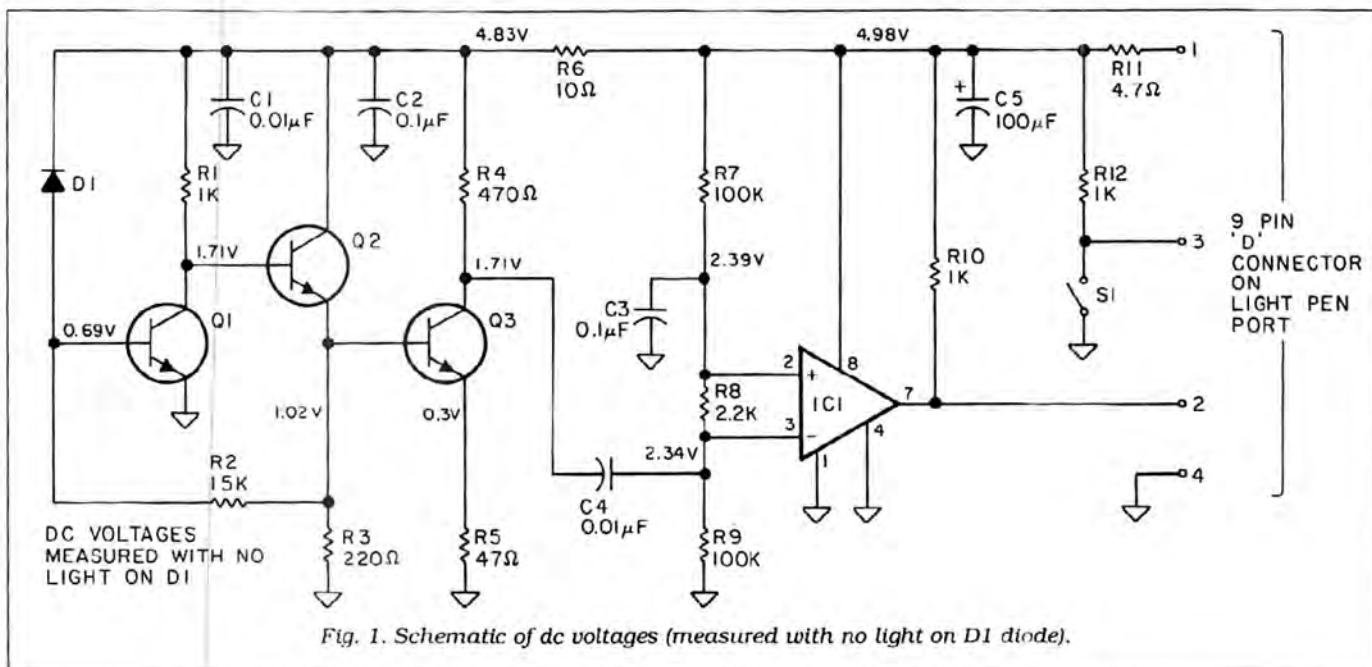 4.83V
4.98V
R6
10Ω
R11
4.7Ω
1
C1
0.01µF
C2
0.1µF
+
C5
100µF
D1
R1
1K
R4
470Ω
R7
100K
R12
1K
9 PIN
'D'
CONNECTOR
ON
LIGHT PEN
PORT
1.71V
Q2
1.71V
2.39V
R10
1K
3
S1
0.69V
Q1
Q3
C3
0.1µF
8
2
+
IC1
7
2
R8
2.2K
3
−
1
4
1.02V
0.3V
2.34V
4
R2
15K
C4
0.01µF
DC VOLTAGES
MEASURED WITH NO
LIGHT ON D1
R3
220Ω
R5
47Ω
R9
100K
Fig. 1. Schematic of dc voltages (measured with no light on D1 diode).